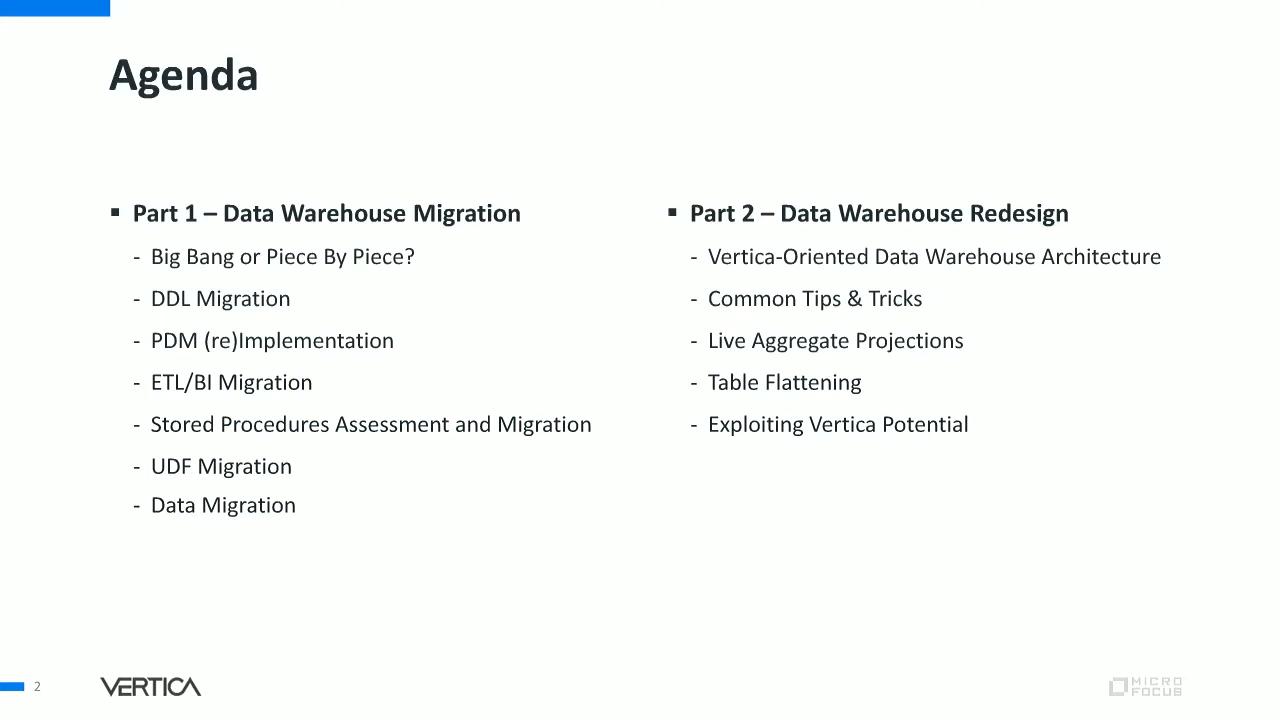 Agenda
▪ Part 1 – Data Warehouse Migration
- Big Bang or Piece By Piece?
- DDL Migration
- PDM (re)Implementation
- ETL/BI Migration
- Stored Procedures Assessment and Migration
- UDF Migration
- Data Migration
▪ Part 2 – Data Warehouse Redesign
- Vertica-Oriented Data Warehouse Architecture
- Common Tips & Tricks
- Live Aggregate Projections
- Table Flattening
- Exploiting Vertica Potential
2
VERTICA
MICRO
FOCUS